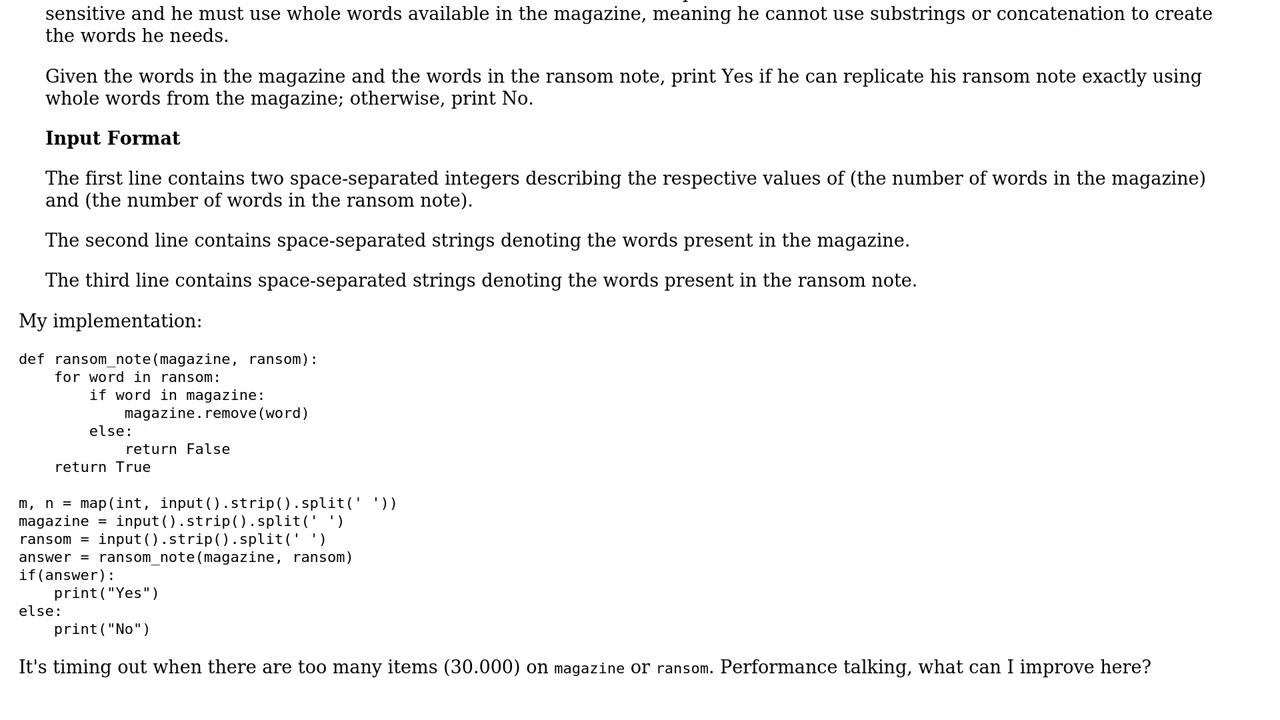 sensitive and he must use whole words available in the magazine, meaning he cannot use substrings or concatenation to create
the words he needs.
Given the words in the magazine and the words in the ransom note, print Yes if he can replicate his ransom note exactly using
whole words from the magazine; otherwise, print No.
Input Format
The first line contains two space-separated integers describing the respective values of (the number of words in the magazine)
and (the number of words in the ransom note).
The second line contains space-separated strings denoting the words present in the magazine.
The third line contains space-separated strings denoting the words present in the ransom note.
My implementation:
def ransom_note(magazine, ransom):
    for word in ransom:
        if word in magazine:
            magazine.remove(word)
        else:
            return False
    return True
m, n = map(int, input().strip().split(' '))
magazine = input().strip().split(' ')
ransom = input().strip().split(' ')
answer = ransom_note(magazine, ransom)
if(answer):
    print("Yes")
else:
    print("No")
It's timing out when there are too many items (30.000) on magazine or ransom. Performance talking, what can I improve here?